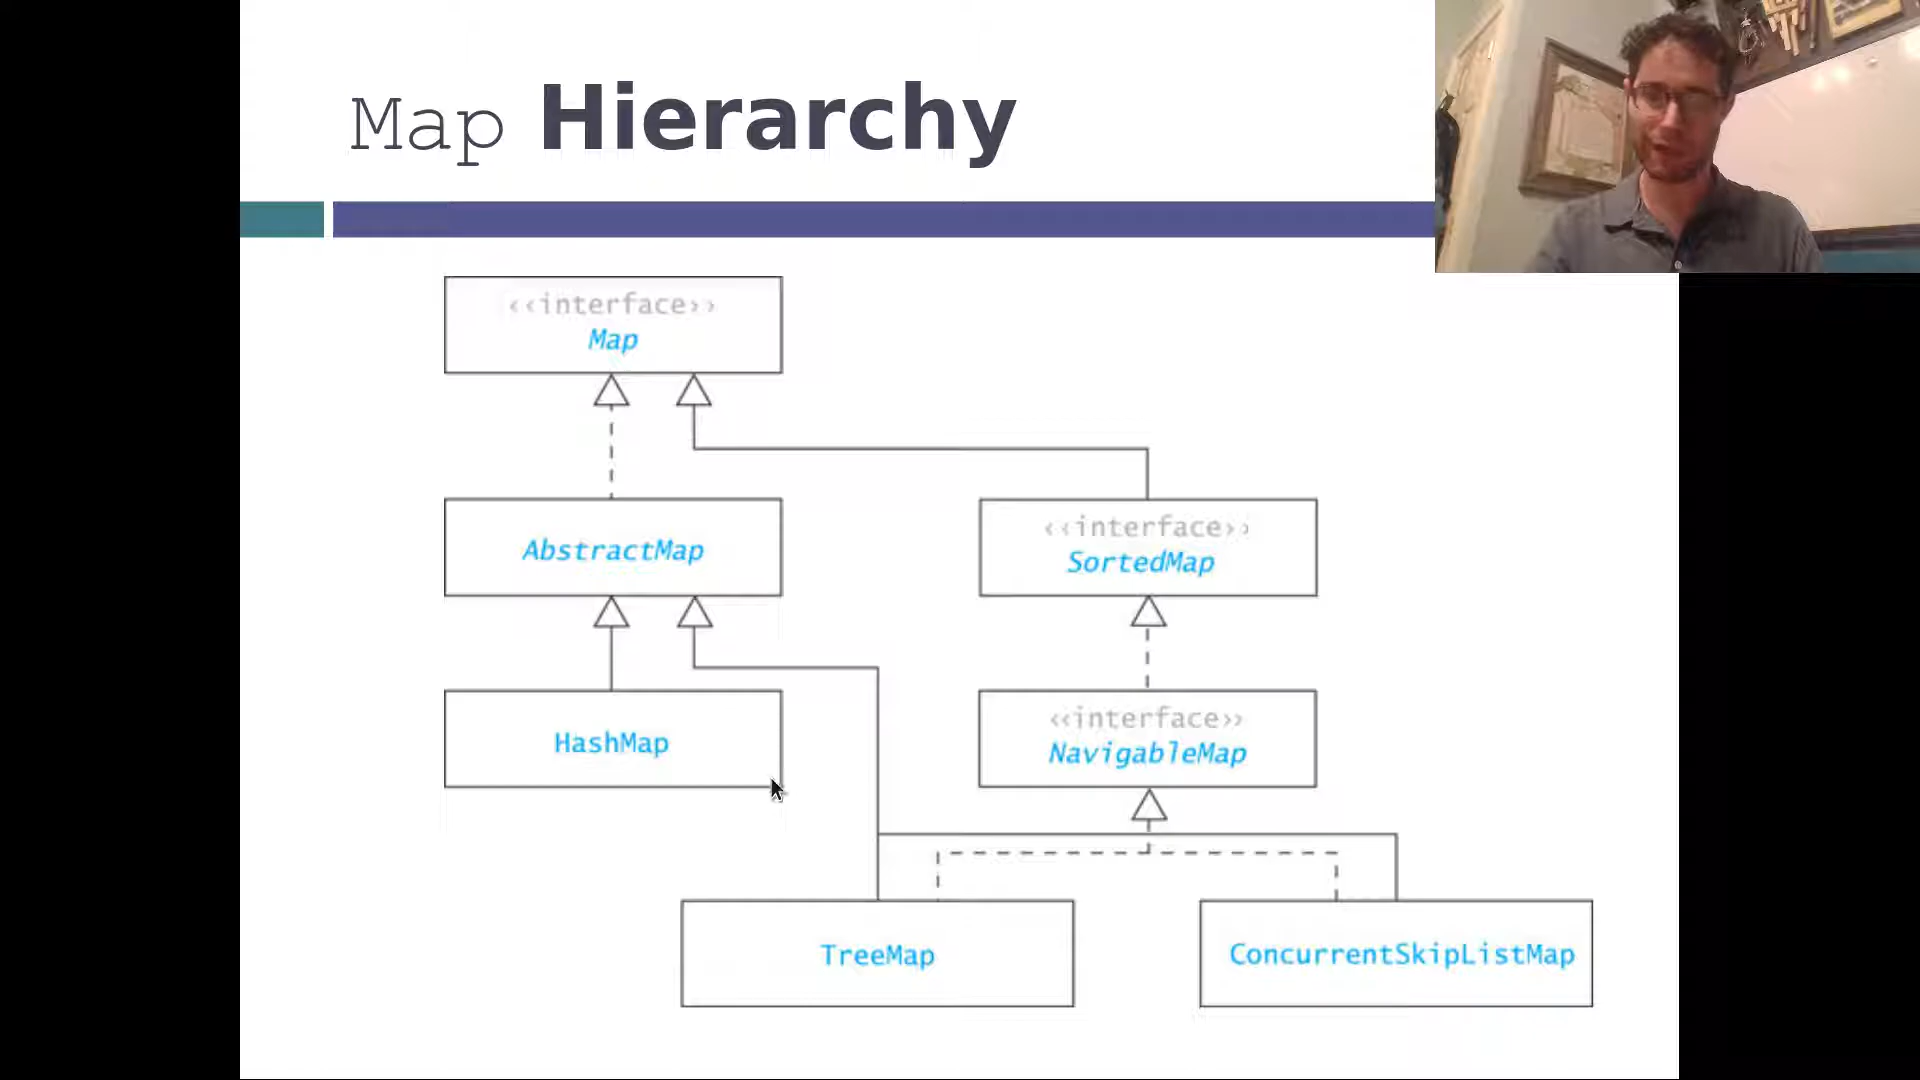 Map Hierarchy
‹‹interface››
Map
AbstractMap
‹‹interface››
SortedMap
HashMap
‹‹interface››
NavigableMap
TreeMap
ConcurrentSkipListMap